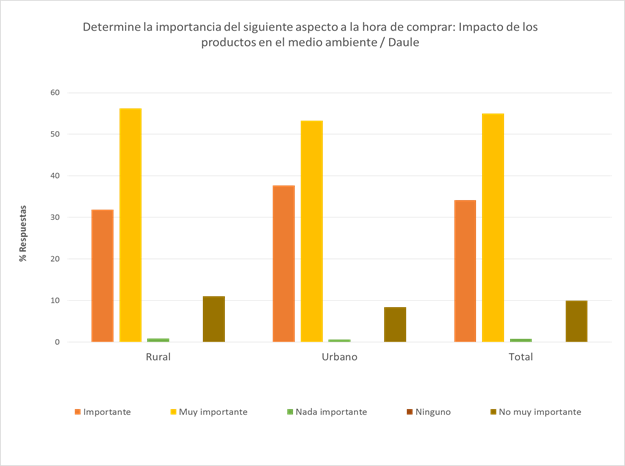 Determine la importancia del siguiente aspecto a la hora de comprar: Impacto de los
productos en el medio ambiente / Daule
60
50
40
30
20
10
0
% Respuestas
Rural Urbano Total
Importante Muy importante Nada importante Ninguno No muy importante